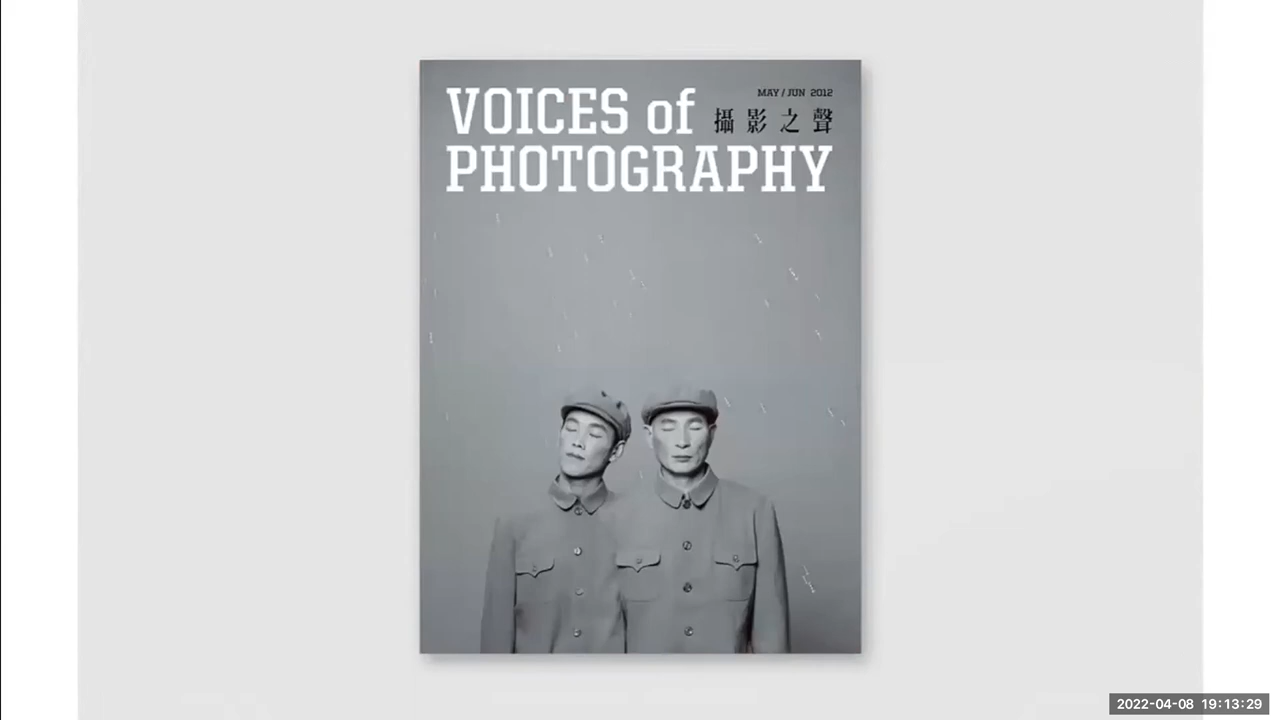 VOICES of
MAY / JUN 2012
攝影之聲
PHOTOGRAPHY
2022-04-08 19:13:29